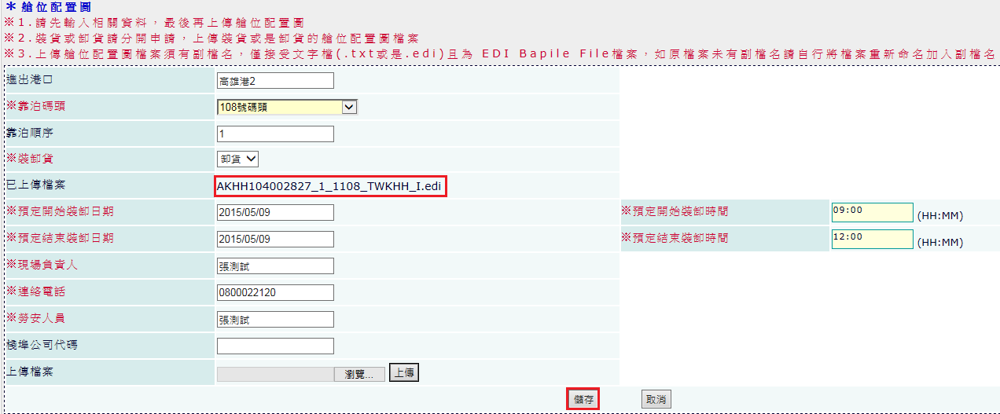 ＊艙位配置圖
※1.請先輸入相關資料，最後再上傳艙位配置圖
※2.裝貨或卸貨請分開申請，上傳裝貨或是卸貨的艙位配置圖檔案
※3.上傳艙位配置圖檔案須有副檔名，僅接受文字檔(.txt或是.edi)且為 EDI Bapile File檔案，如原檔案未有副檔名請自行將檔案重新命名加入副檔名
進出港口 高雄港2
※靠泊碼頭 108號碼頭
靠泊順序 1
※裝卸貨 卸貨
已上傳檔案 AKHH104002827_1_1108_TWKHH_I.edi
※預定開始裝卸日期 2015/05/09 ※預定開始裝卸時間 09:00 (HH:MM)
※預定結束裝卸日期 2015/05/09 ※預定結束裝卸時間 12:00 (HH:MM)
※現場負責人 張測試
※連絡電話 0800022120
※勞安人員 張測試
棧埠公司代碼
上傳檔案 瀏覽... 上傳
儲存 取消